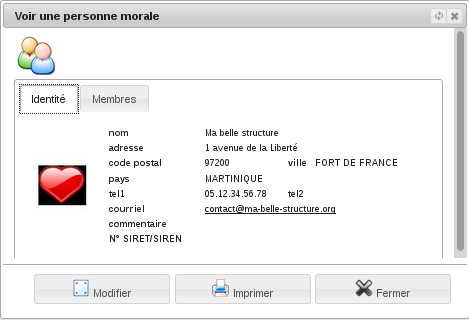 Voir une personne morale
Identité Membres
nom Ma belle structure
adresse 1 avenue de la Liberté
code postal 97200 ville FORT DE FRANCE
pays MARTINIQUE
tel1 05.12.34.56.78 tel2
courriel contact@ma-belle-structure.org
commentaire
N° SIRET/SIREN
Modifier Imprimer Fermer